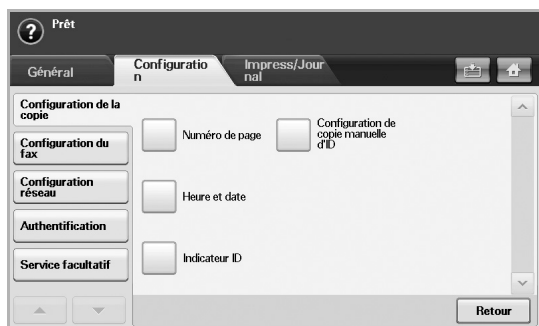 ?
Prêt
Général
Configuratio
n
Impress/Jour
nal
Configuration de la
copie
Configuration du
fax
Configuration
réseau
Authentification
Service facultatif
Numéro de page
Configuration de
copie manuelle
d'ID
Heure et date
Indicateur ID
Retour